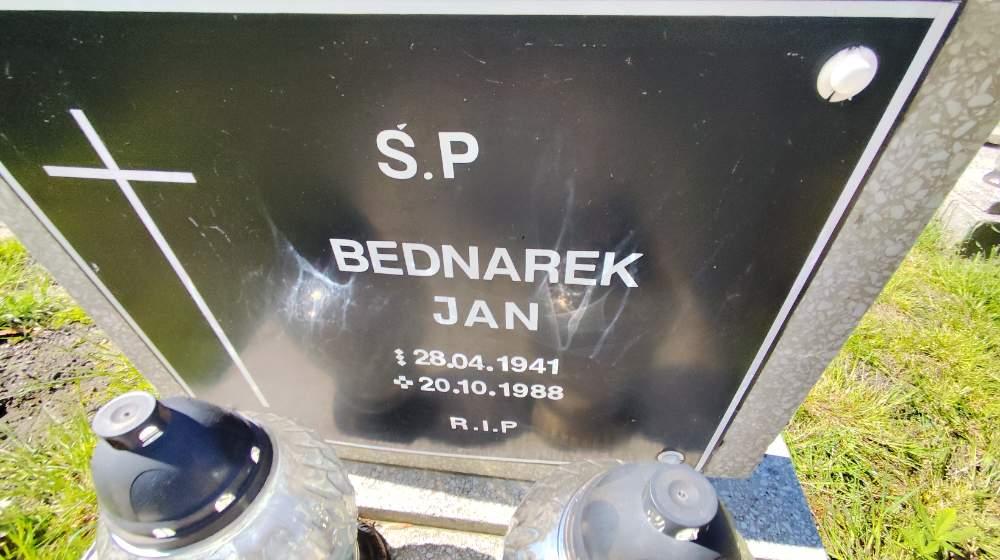 Ś.P
BEDNAREK
JAN
28.04.1941
20.10.1988
R.I.P